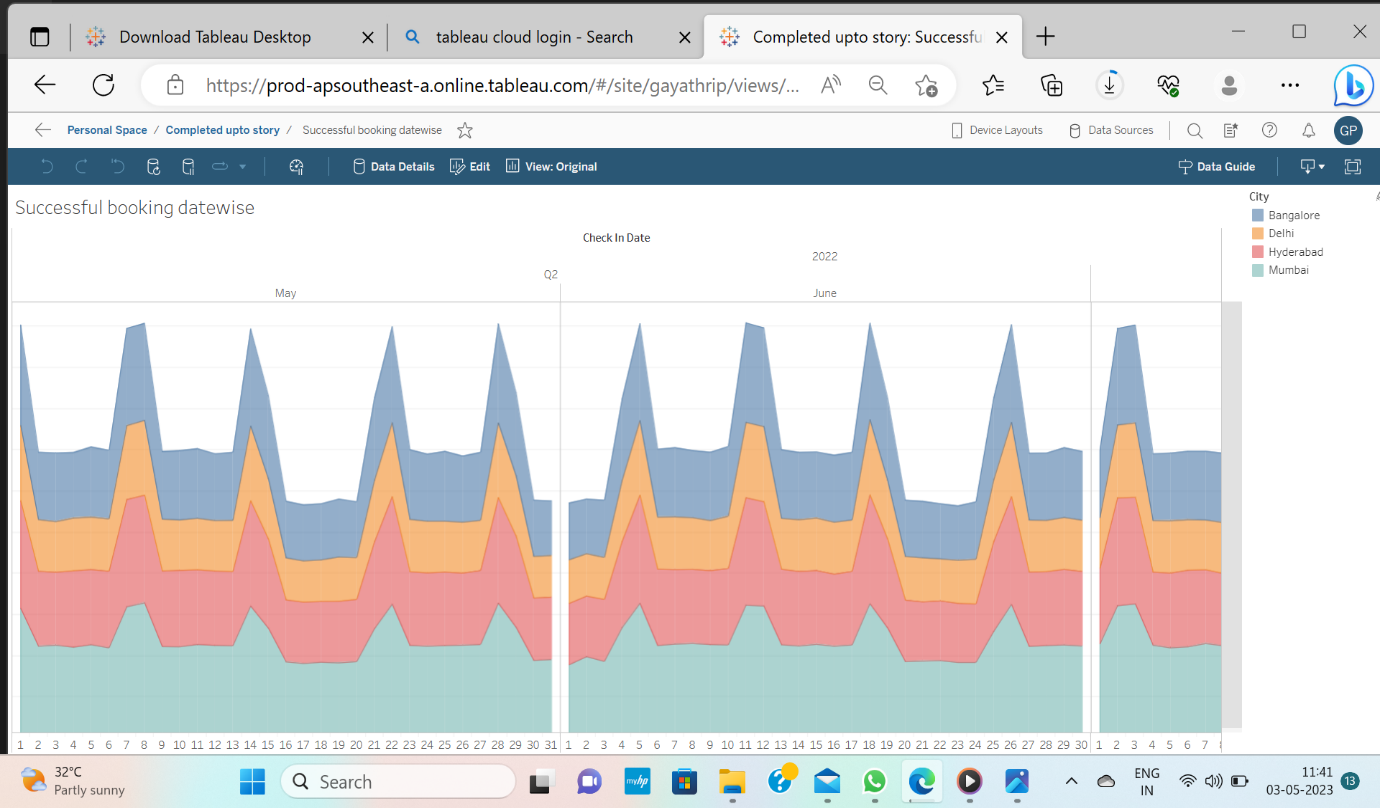 Download Tableau Desktop
tableau cloud login - Search
Completed upto story: Successfu
https://prod-apsoutheast-a.online.tableau.com/#/site/gayathrip/views/...
Personal Space / Completed upto story / Successful booking datewise
Device Layouts
Data Sources
GP
Data Details
Edit
View: Original
Data Guide
Successful booking datewise
City
Bangalore
Delhi
Hyderabad
Mumbai
Check In Date
2022
Q2
May
June
1 2 3 4 5 6 7 8 9 10 11 12 13 14 15 16 17 18 19 20 21 22 23 24 25 26 27 28 29 30 31 1 2 3 4 5 6 7 8 9 10 11 12 13 14 15 16 17 18 19 20 21 22 23 24 25 26 27 28 29 30 1 2 3 4 5 6 7
32°C
Partly sunny
Search
myhp
ENG
IN
11:41
03-05-2023
13